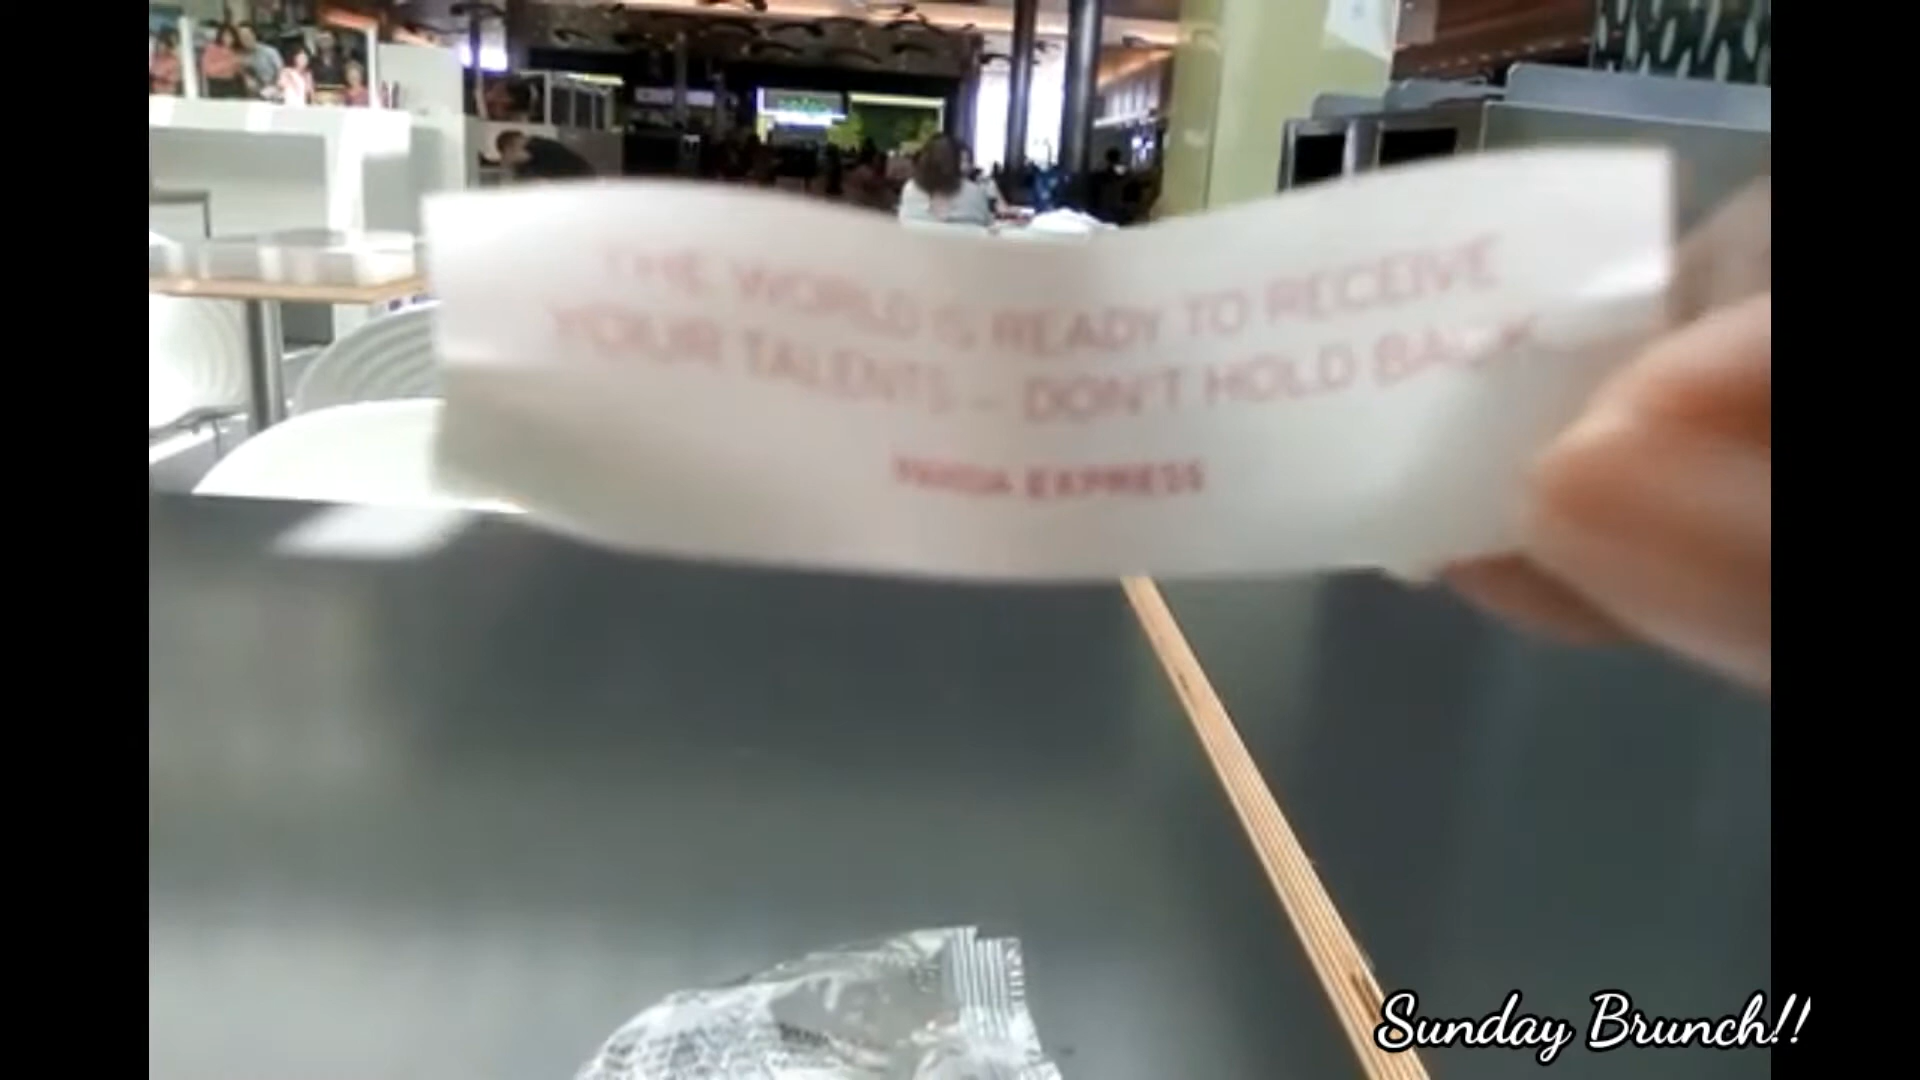 THE WORLD IS READY TO RECEIVE
YOUR TALENTS - DON'T HOLD BACK
PANDA EXPRESS
Sunday Brunch!!